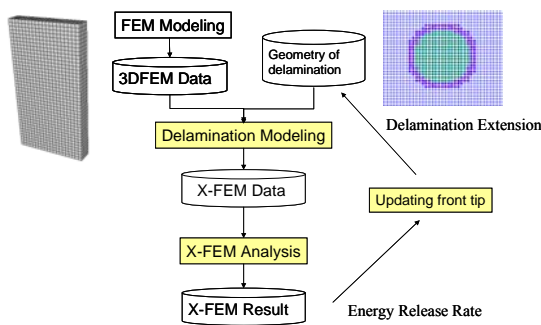 FEM Modeling
3DFEM Data
Geometry of
delamination
Delamination Extension
Delamination Modeling
X-FEM Data
Updating front tip
X-FEM Analysis
X-FEM Result
Energy Release Rate